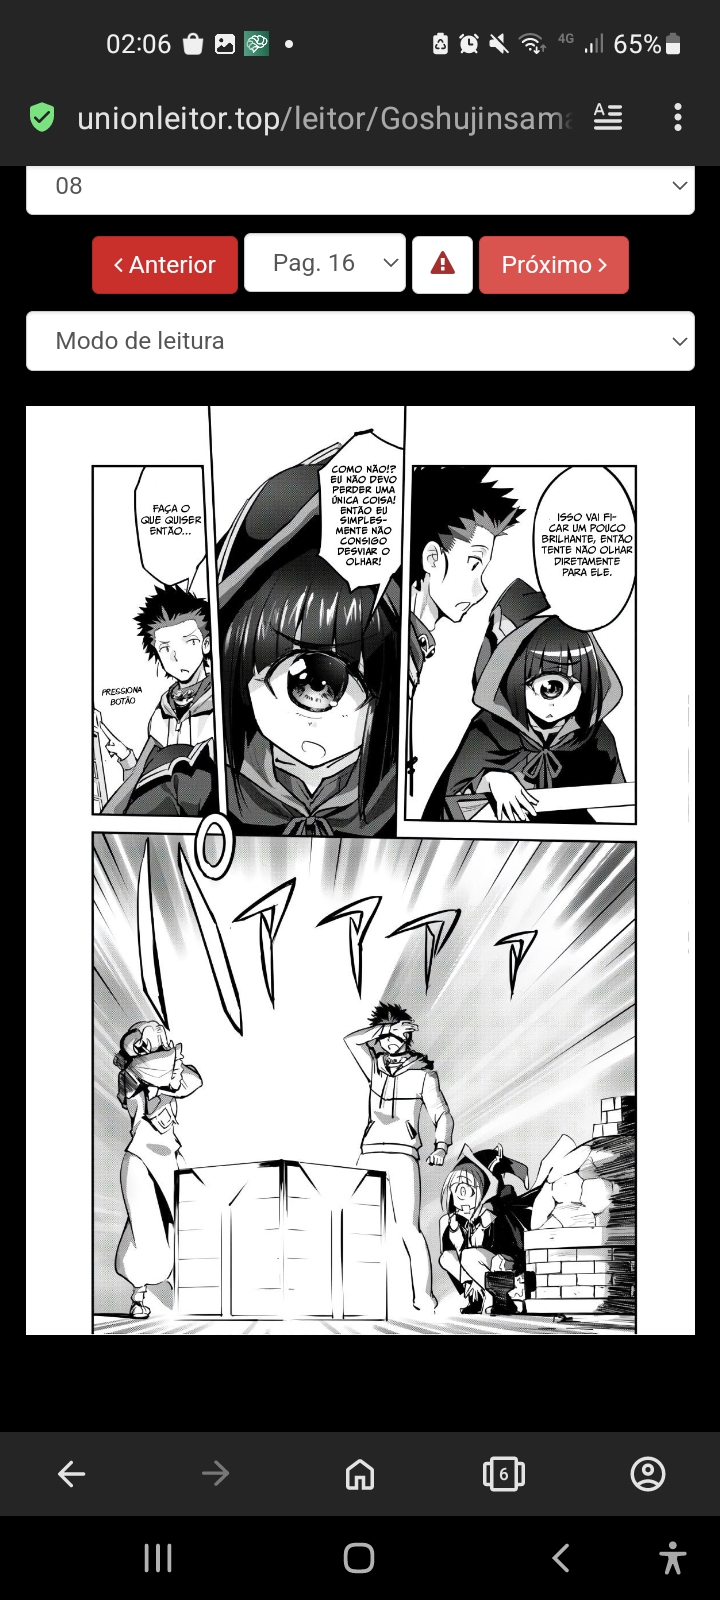 02:06
4G
65%
unionleitor.top/leitor/Goshujinsama
08
Anterior
Pag. 16
Próximo
Modo de leitura
ISSO VAI FI-
CAR UM POUCO
BRILHANTE, ENTÃO
TENTE NÃO OLHAR
DIRETAMENTE
PARA ELE.
COMO NÃO!?
EU NÃO DEVO
PERDER UMA
ÚNICA COISA!
ENTÃO EU
SIMPLES-
MENTE NÃO
CONSIGO
DESVIAR O
OLHAR!
FAÇA O
QUE QUISER
ENTÃO...
PRESSIONA
BOTÃO
6